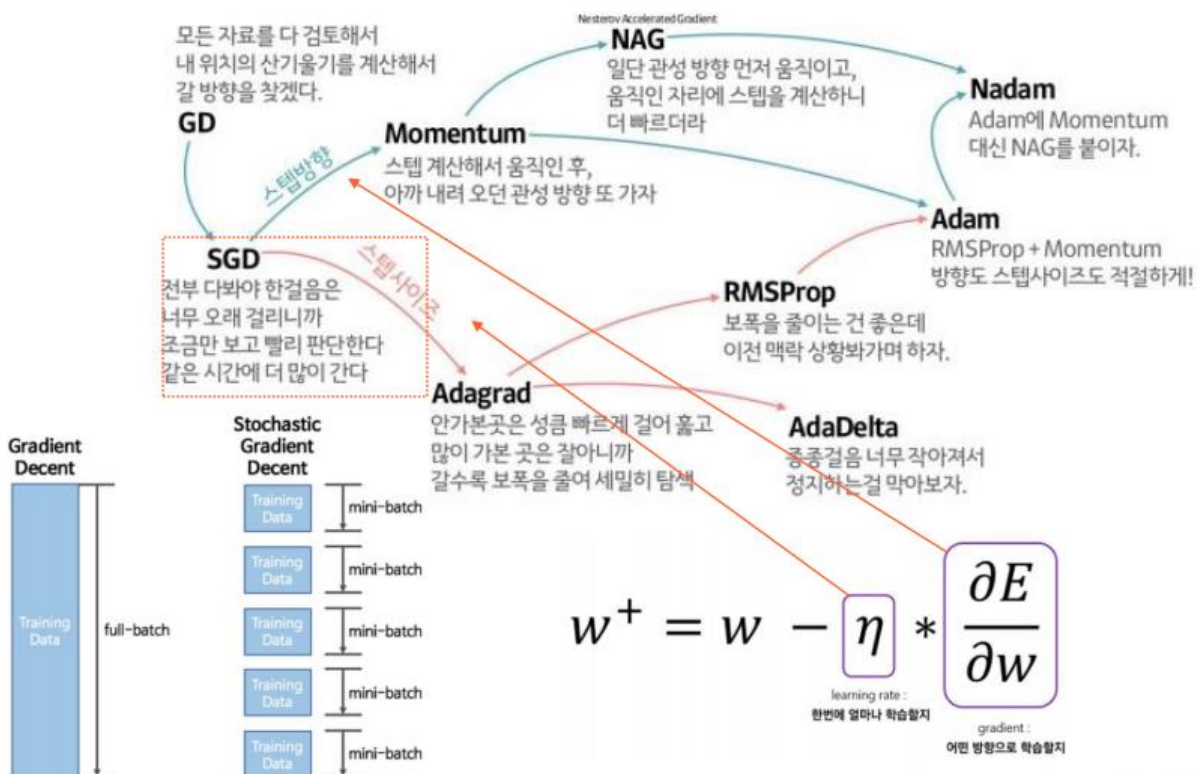 모든 자료를 다 검토해서
내 위치의 산기울기를 계산해서
갈 방향을 찾겠다.
GD
스텝방향
Momentum
스텝 계산해서 움직인 후,
아까 내려 오던 관성 방향 또 가자
Nesterov Accelerated Gradient
NAG
일단 관성 방향 먼저 움직이고,
움직인 자리에 스텝을 계산하니
더 빠르더라
Nadam
Adam에 Momentum
대신 NAG를 붙이자.
Adam
RMSProp + Momentum
방향도 스텝사이즈도 적절하게!
SGD
전부 다봐야 한걸음은
너무 오래 걸리니까
조금만 보고 빨리 판단한다
같은 시간에 더 많이 간다
스텝사이즈
RMSProp
보폭을 줄이는 건 좋은데
이전 맥락 상황봐가며 하자.
Adagrad
안가본곳은 성큼 빠르게 걸어 훑고
많이 가본 곳은 잘아니까
갈수록 보폭을 줄여 세밀히 탐색
AdaDelta
종종걸음 너무 작아져서
정지하는걸 막아보자.
Gradient
Decent
Training
Data
full-batch
Stochastic
Gradient
Decent
Training
Data
mini-batch
Training
Data
mini-batch
Training
Data
mini-batch
Training
Data
mini-batch
Training
Data
mini-batch
w⁺ = w − η * ∂E/∂w
learning rate :
한번에 얼마나 학습할지
gradient :
어떤 방향으로 학습할지